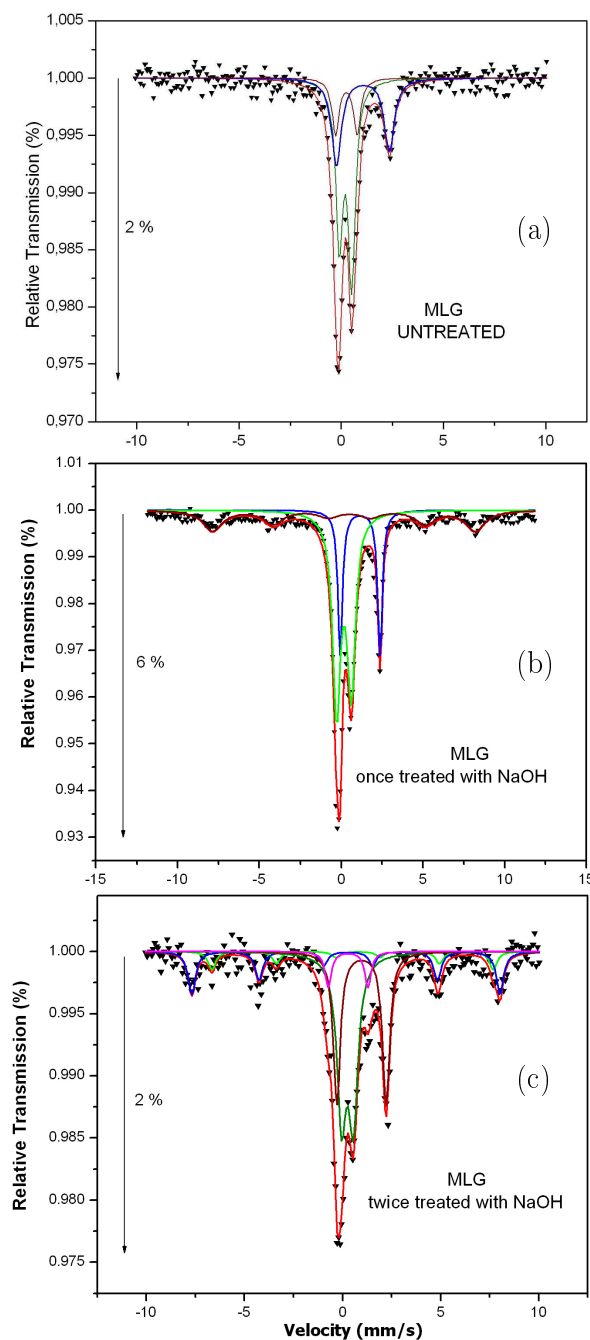 1,005
1,000
0,995
0,990
0,985
0,980
0,975
0,970
Relative Transmission (%)
2 %
(a)
MLG
UNTREATED
-10 -5 0 5 10
1.01
1.00
0.99
0.98
0.97
0.96
0.95
0.94
0.93
Relative Transmission (%)
6 %
(b)
MLG
once treated with NaOH
-15 -10 -5 0 5 10 15
1.000
0.995
0.990
0.985
0.980
0.975
Relative Transmission (%)
2 %
(c)
MLG
twice treated with NaOH
-10 -5 0 5 10
Velocity (mm/s)